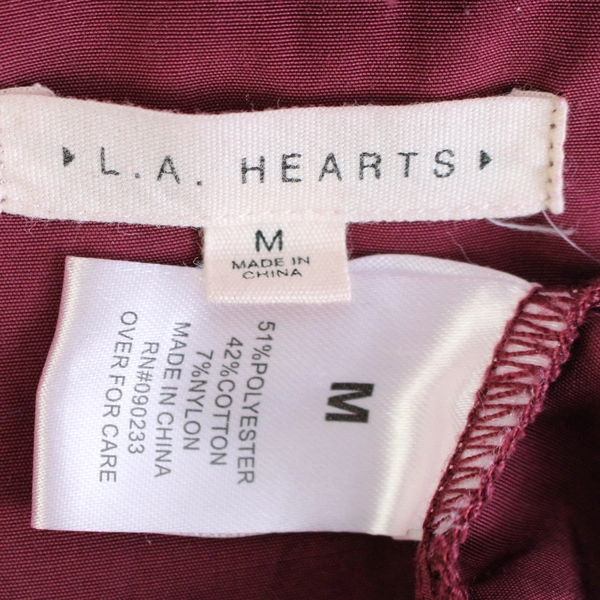 L.A. HEARTS
M
MADE IN
CHINA
M
51%POLYESTER
42%COTTON
7%NYLON
MADE IN CHINA
RN#090233
OVER FOR CARE